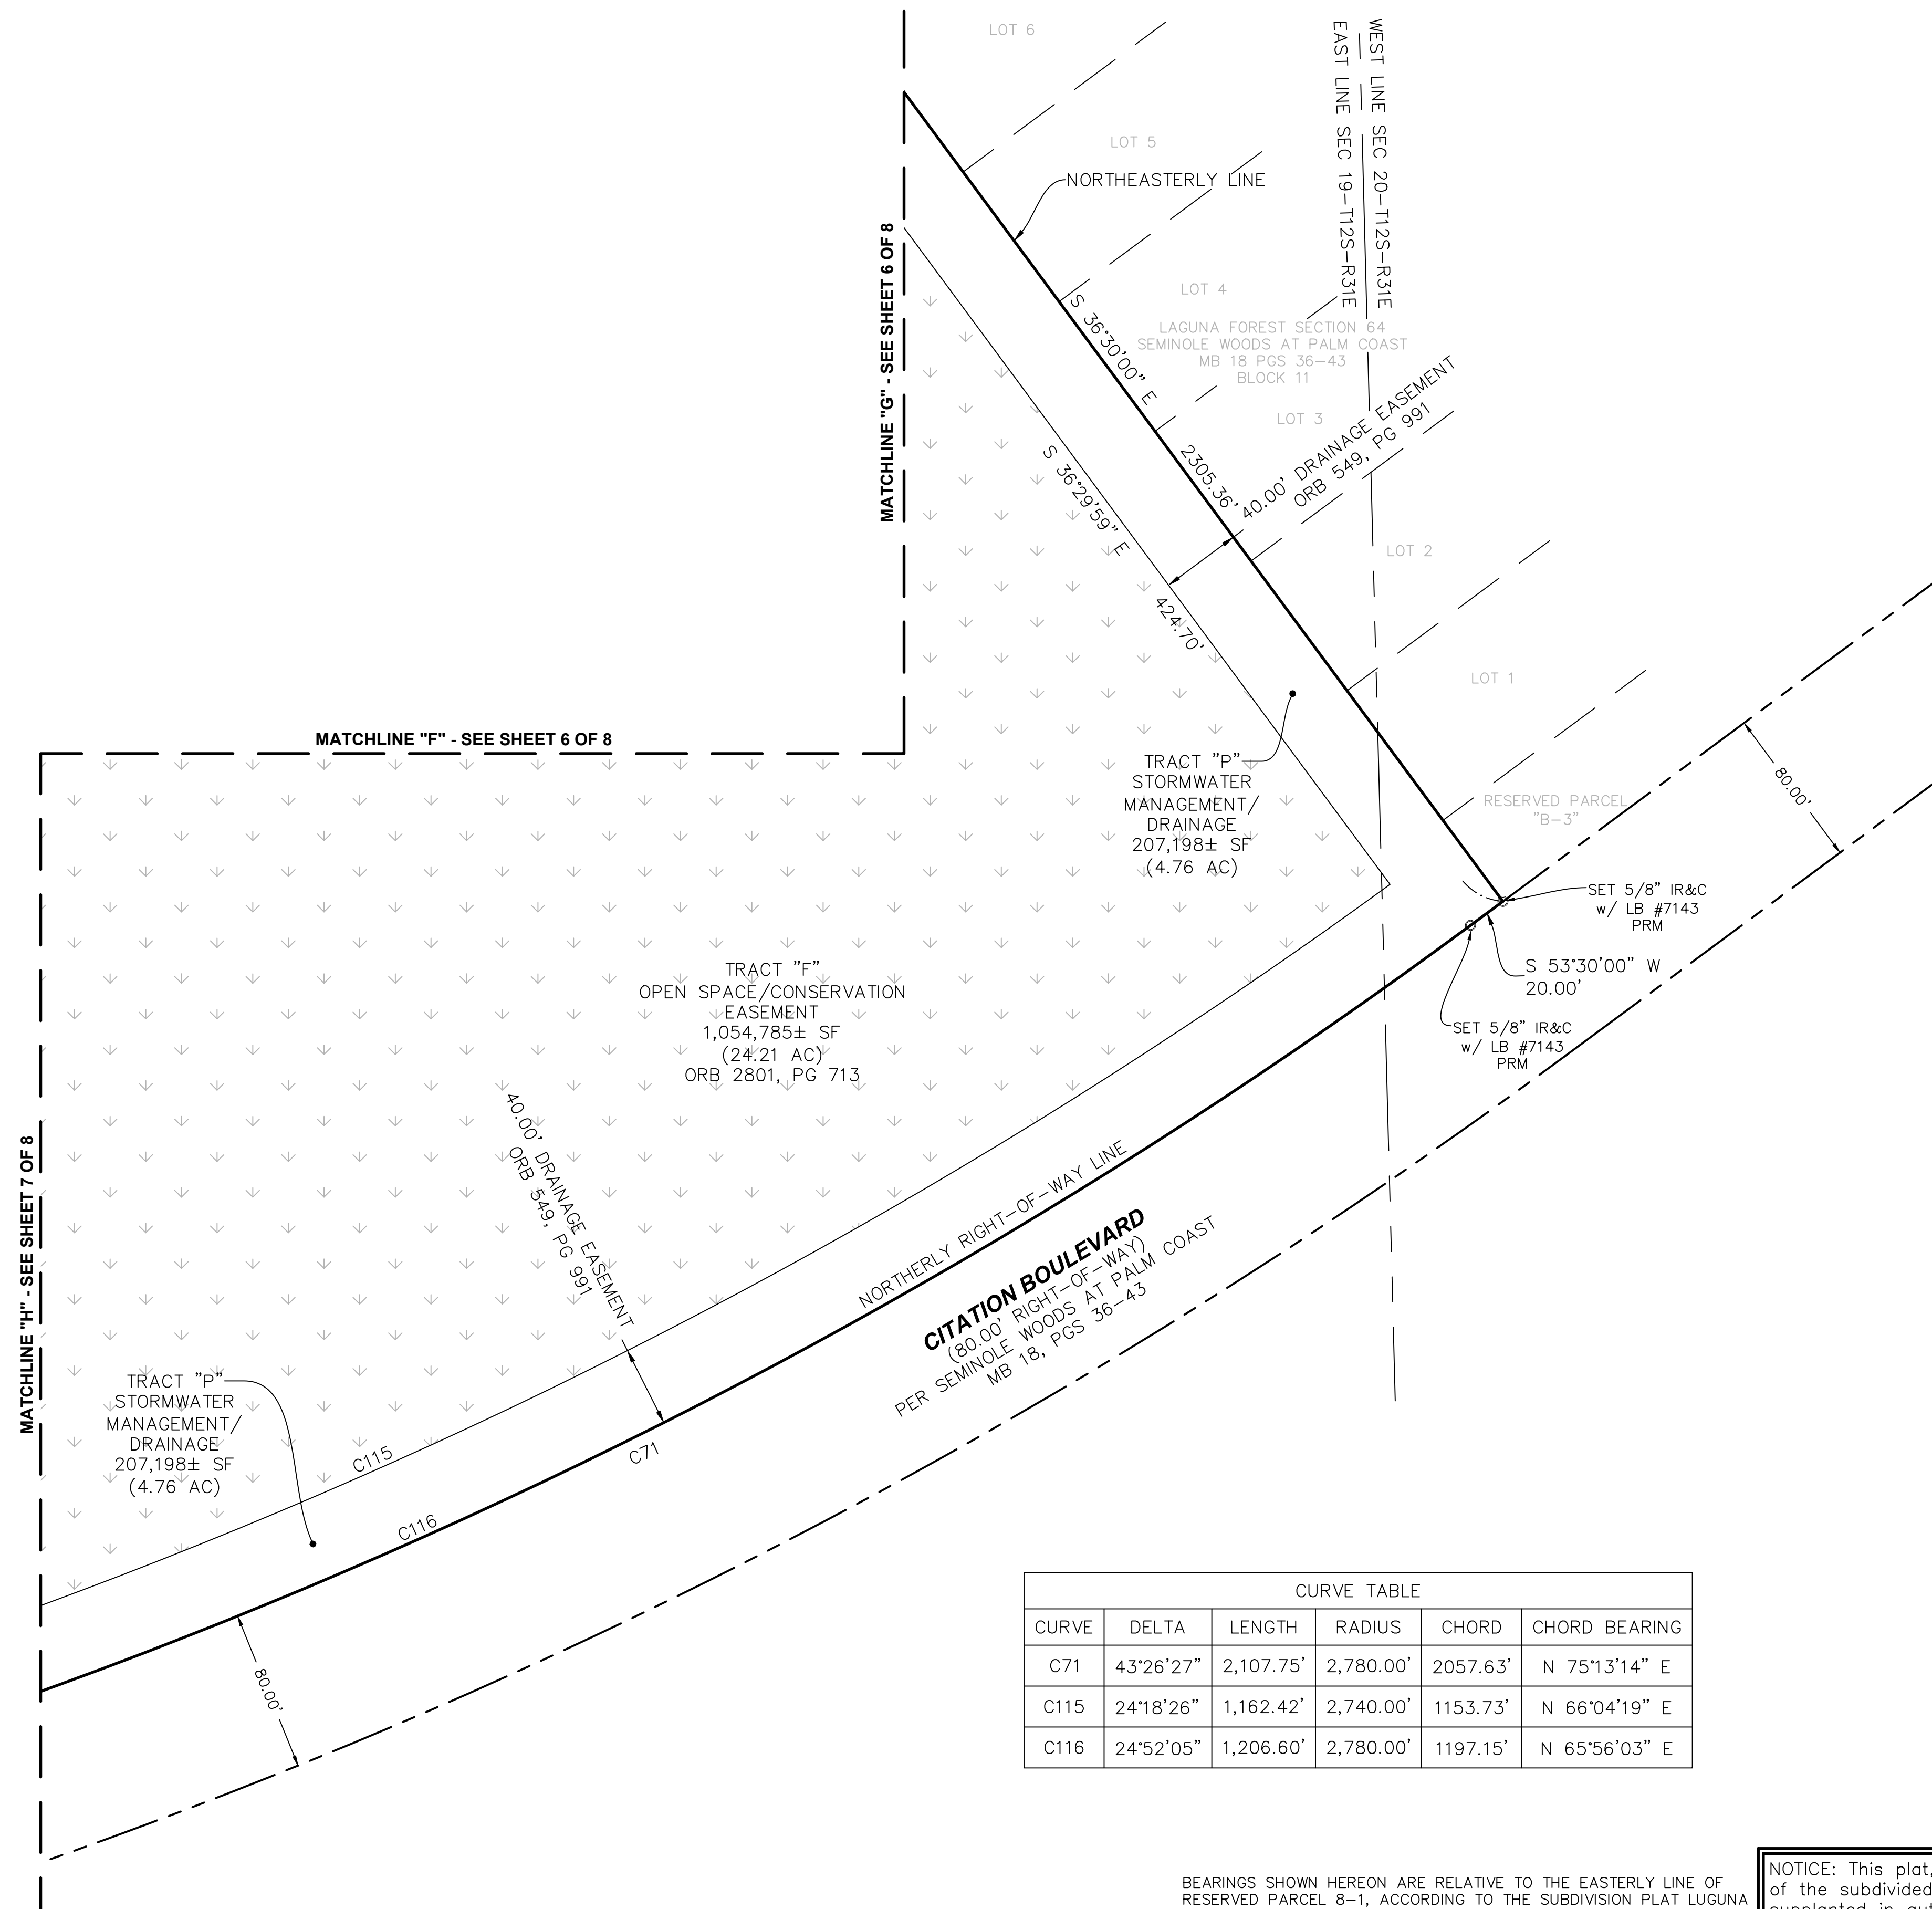 LOT 6
WEST LINE SEC 20-T12S-R31E
EAST LINE SEC 19-T12S-R31E
LOT 5
NORTHEASTERLY LINE
MATCHLINE "G" - SEE SHEET 6 OF 8
LOT 4
S 36°30'00" E
2305.36'
LAGUNA FOREST SECTION 64
SEMINOLE WOODS AT PALM COAST
MB 18 PGS 36-43
BLOCK 11
LOT 3
40.00' DRAINAGE EASEMENT
ORB 549, PG 991
S 36°29'59" E
424.70'
LOT 2
LOT 1
MATCHLINE "F" - SEE SHEET 6 OF 8
TRACT "P"
STORMWATER
MANAGEMENT/
DRAINAGE
207,198± SF
(4.76 AC)
RESERVED PARCEL
"B-3"
80.00'
SET 5/8" IR&C
w/ LB #7143
PRM
S 53°30'00" W
20.00'
SET 5/8" IR&C
w/ LB #7143
PRM
TRACT "F"
OPEN SPACE/CONSERVATION
EASEMENT
1,054,785± SF
(24.21 AC)
ORB 2801, PG 713
40.00' DRAINAGE EASEMENT
ORB 549, PG 991
MATCHLINE "H" - SEE SHEET 7 OF 8
NORTHERLY RIGHT-OF-WAY LINE
CITATION BOULEVARD
(80.00' RIGHT-OF-WAY)
PER SEMINOLE WOODS AT PALM COAST
MB 18, PGS 36-43
TRACT "P"
STORMWATER
MANAGEMENT/
DRAINAGE
207,198± SF
(4.76 AC)
C115
C71
C116
80.00'
CURVE TABLE
CURVE DELTA LENGTH RADIUS CHORD CHORD BEARING
C71 43°26'27" 2,107.75' 2,780.00' 2057.63' N 75°13'14" E
C115 24°18'26" 1,162.42' 2,740.00' 1153.73' N 66°04'19" E
C116 24°52'05" 1,206.60' 2,780.00' 1197.15' N 65°56'03" E
BEARINGS SHOWN HEREON ARE RELATIVE TO THE EASTERLY LINE OF
RESERVED PARCEL 8-1, ACCORDING TO THE SUBDIVISION PLAT LUGUNA
NOTICE: This plat,
of the subdivided
supplanted in